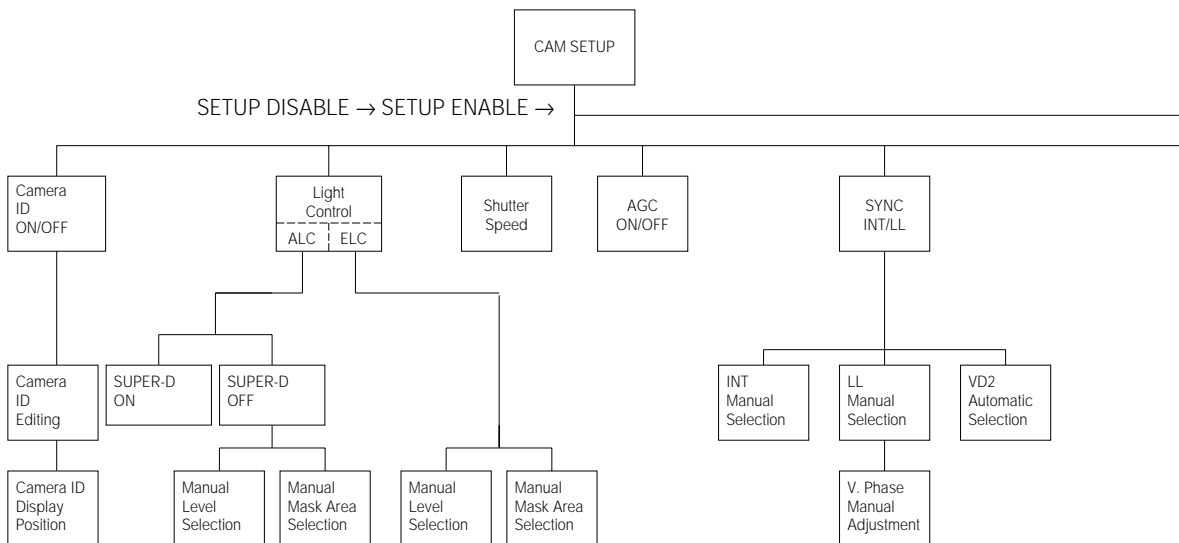 CAM SETUP
SETUP DISABLE → SETUP ENABLE →
Camera
ID
ON/OFF
Light
Control
ALC
ELC
Shutter
Speed
AGC
ON/OFF
SYNC
INT/LL
Camera
ID
Editing
SUPER-D
ON
SUPER-D
OFF
INT
Manual
Selection
LL
Manual
Selection
VD2
Automatic
Selection
Camera ID
Display
Position
Manual
Level
Selection
Manual
Mask Area
Selection
Manual
Level
Selection
Manual
Mask Area
Selection
V. Phase
Manual
Adjustment